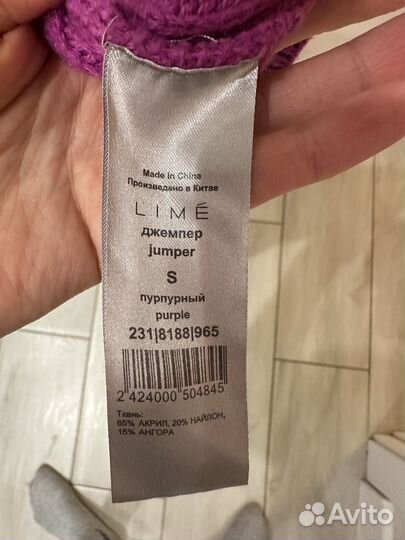 Made in China
Произведено в Китае
LIMÉ
джемпер
jumper
S
пурпурный
purple
231|8188|965
2 424000 504845
Ткань:
65% АКРИЛ, 20% НАЙЛОН,
15% АНГОРА
Avito